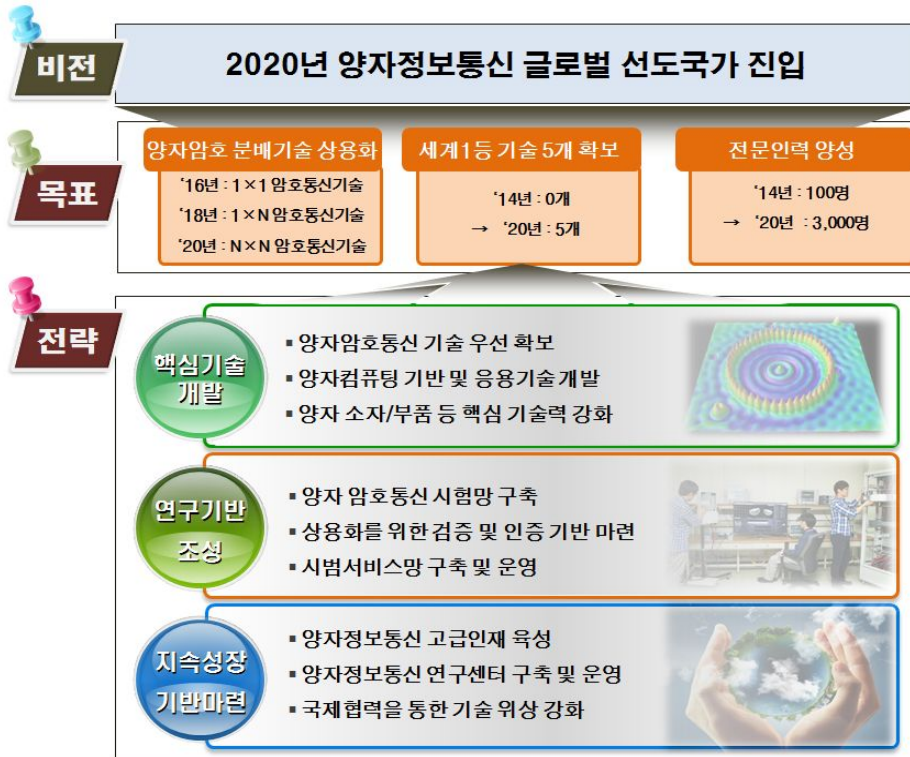 비전
2020년 양자정보통신 글로벌 선도국가 진입
목표
양자암호 분배기술 상용화
‘16년 : 1×1 암호통신기술
‘18년 : 1×N 암호통신기술
‘20년 : N×N 암호통신기술
세계1등 기술 5개 확보
‘14년 : 0개
→ ‘20년 : 5개
전문인력 양성
‘14년 : 100명
→ ‘20년 : 3,000명
전략
핵심기술
개발
▪ 양자암호통신 기술 우선 확보
▪ 양자컴퓨팅 기반 및 응용기술 개발
▪ 양자 소자/부품 등 핵심 기술력 강화
연구기반
조성
▪ 양자 암호통신 시험망 구축
▪ 상용화를 위한 검증 및 인증 기반 마련
▪ 시범서비스망 구축 및 운영
지속성장
기반마련
▪ 양자정보통신 고급인재 육성
▪ 양자정보통신 연구센터 구축 및 운영
▪ 국제협력을 통한 기술 위상 강화